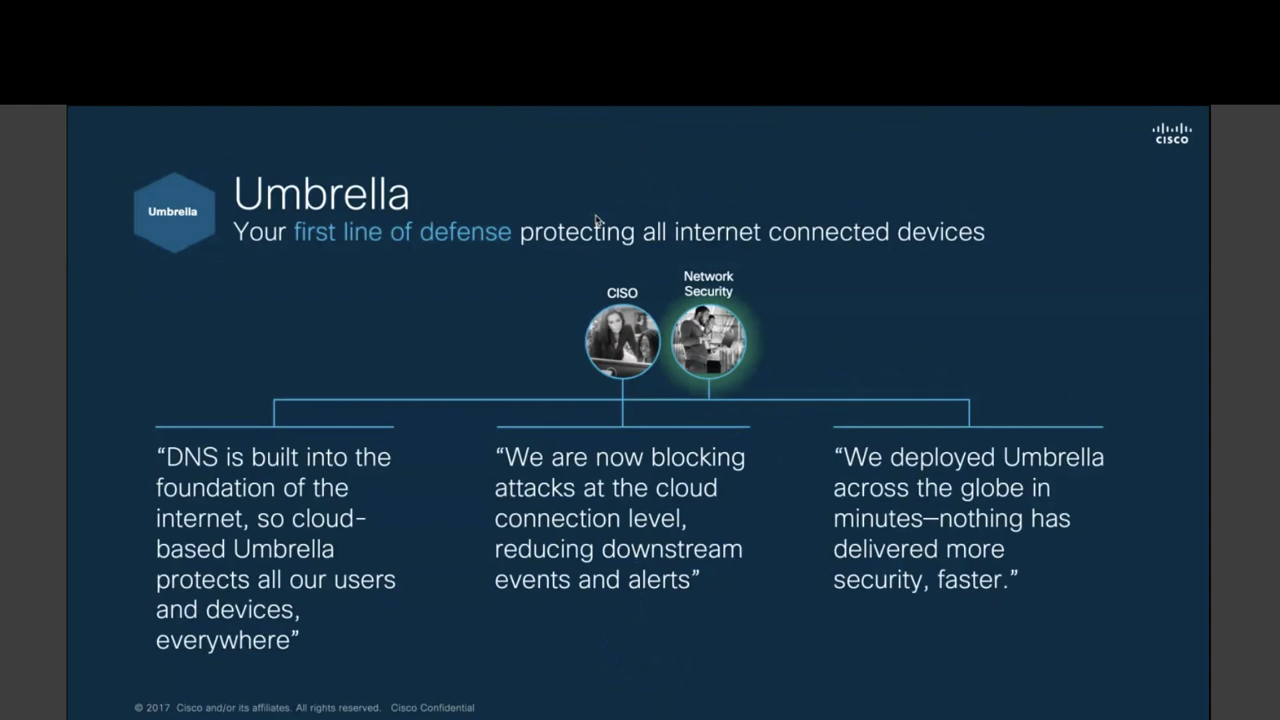 CISCO
Umbrella
Umbrella
Your first line of defense protecting all internet connected devices
CISO
Network
Security
“DNS is built into the
foundation of the
internet, so cloud-
based Umbrella
protects all our users
and devices,
everywhere”
“We are now blocking
attacks at the cloud
connection level,
reducing downstream
events and alerts”
“We deployed Umbrella
across the globe in
minutes—nothing has
delivered more
security, faster.”
© 2017 Cisco and/or its affiliates. All rights reserved. Cisco Confidential